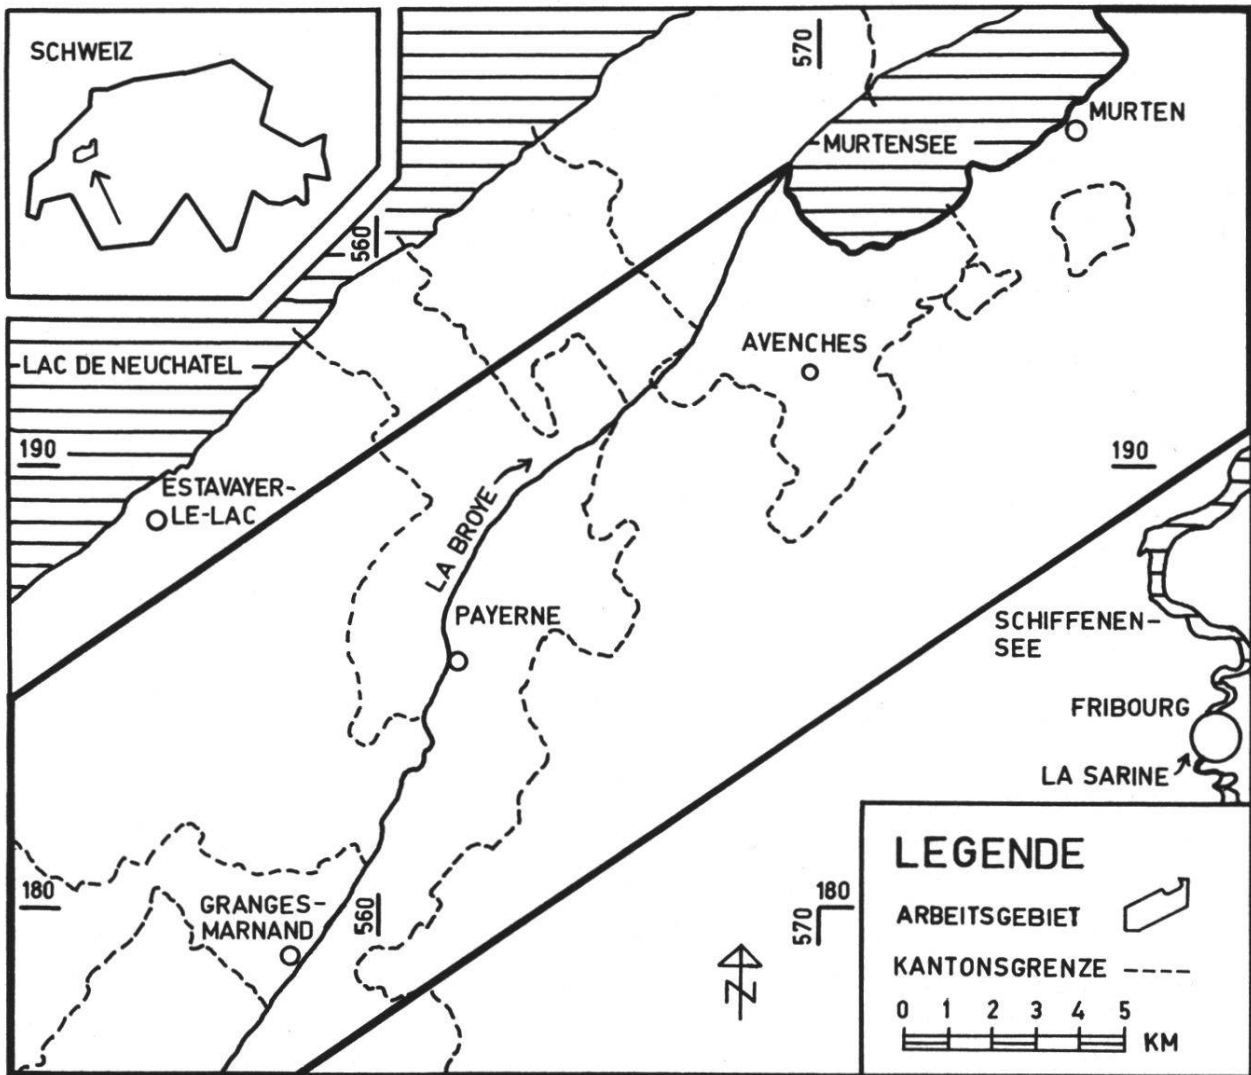 SCHWEIZ
570
MURTEN
MURTENSEE
560
AVENCHES
LAC DE NEUCHATEL
190
190
ESTAVAYER-
LE-LAC
LA BROYE
PAYERNE
SCHIFFENEN-
SEE
FRIBOURG
LA SARINE
180
GRANGES-
MARNAND
560
570
180
N
LEGENDE
ARBEITSGEBIET
KANTONSGRENZE
0 1 2 3 4 5
KM